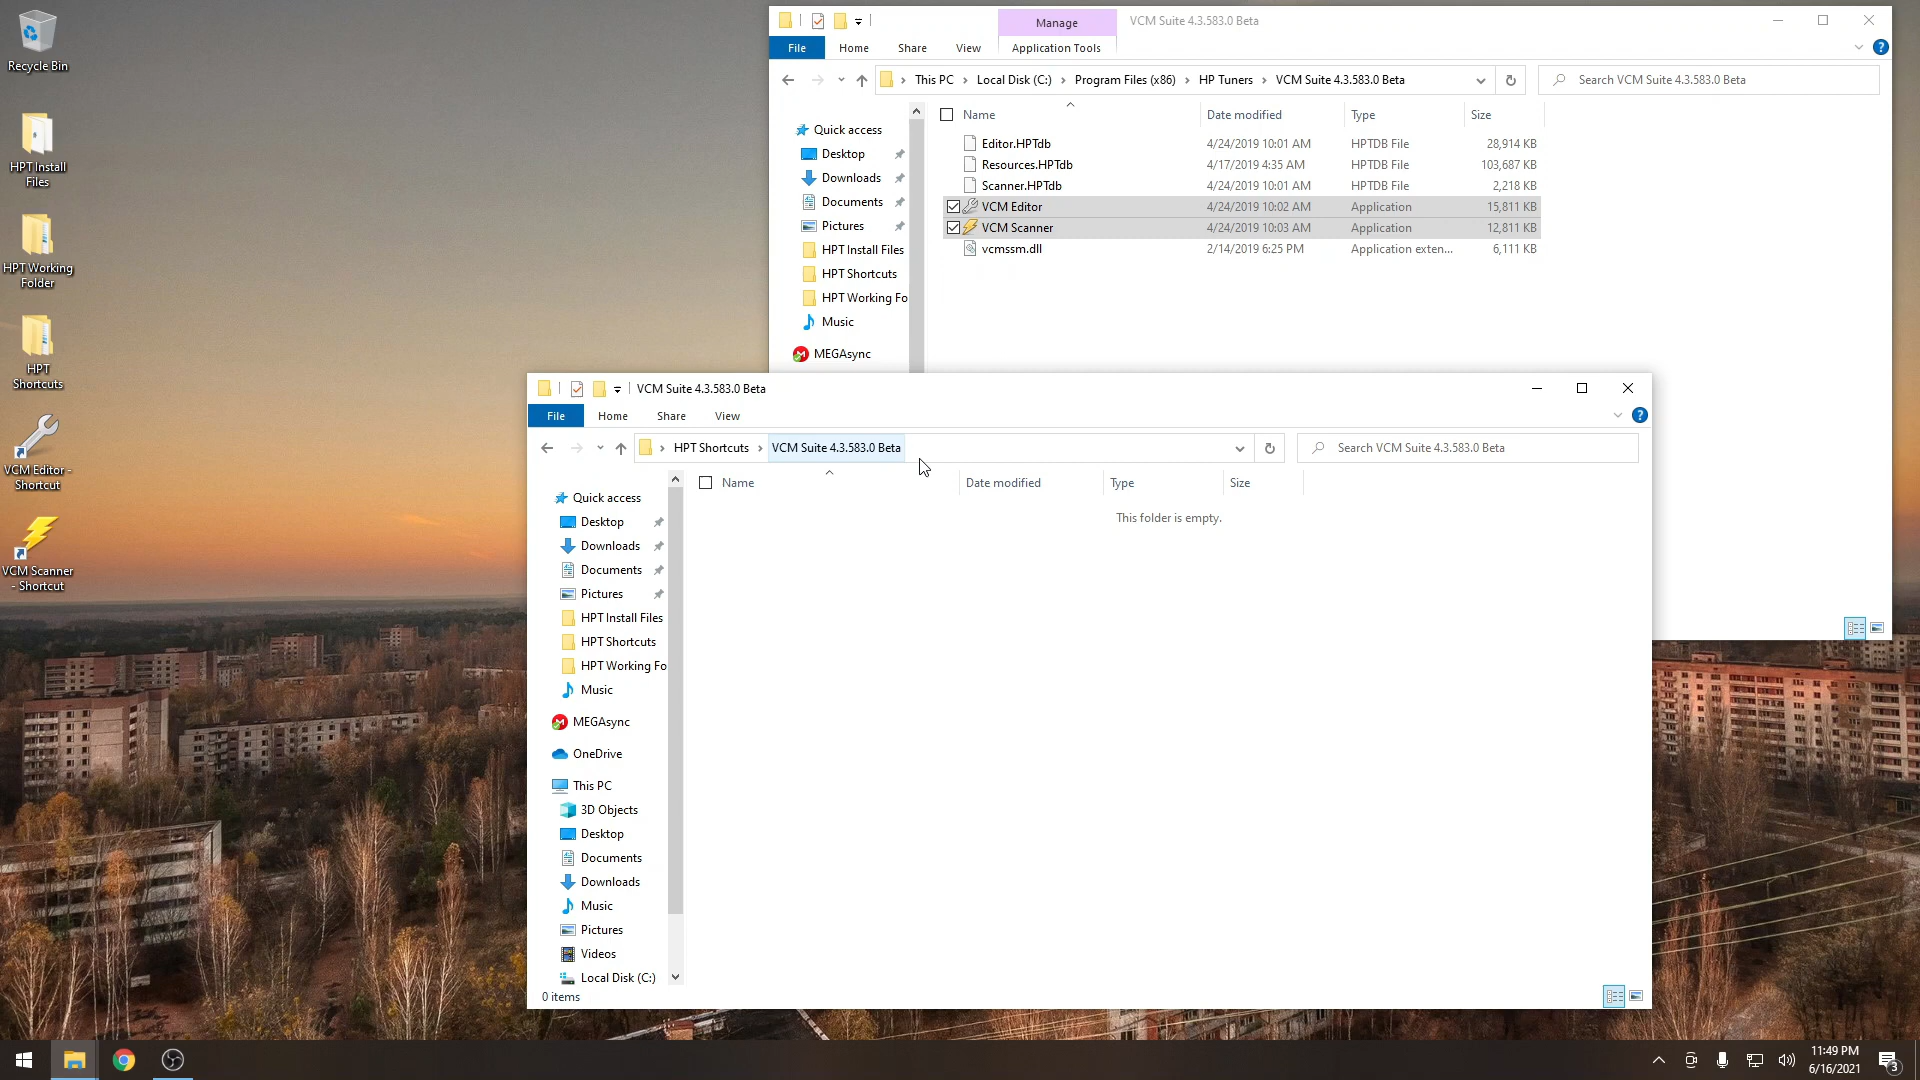 Recycle Bin
HPT Install
Files
HPT Working
Folder
HPT
Shortcuts
VCM Editor -
Shortcut
VCM Scanner
- Shortcut
Manage
VCM Suite 4.3.583.0 Beta
File
Home
Share
View
Application Tools
This PC
Local Disk (C:)
Program Files (x86)
HP Tuners
VCM Suite 4.3.583.0 Beta
Search VCM Suite 4.3.583.0 Beta
Quick access
Desktop
Downloads
Documents
Pictures
HPT Install Files
HPT Shortcuts
HPT Working Fo
Music
MEGAsync
Name Date modified Type Size
Editor.HPTdb 4/24/2019 10:01 AM HPTDB File 28,914 KB
Resources.HPTdb 4/17/2019 4:35 AM HPTDB File 103,687 KB
Scanner.HPTdb 4/24/2019 10:01 AM HPTDB File 2,218 KB
VCM Editor 4/24/2019 10:02 AM Application 15,811 KB
VCM Scanner 4/24/2019 10:03 AM Application 12,811 KB
vcmssm.dll 2/14/2019 6:25 PM Application exten... 6,111 KB
VCM Suite 4.3.583.0 Beta
File
Home
Share
View
HPT Shortcuts
VCM Suite 4.3.583.0 Beta
Search VCM Suite 4.3.583.0 Beta
Quick access
Desktop
Downloads
Documents
Pictures
HPT Install Files
HPT Shortcuts
HPT Working Fo
Music
MEGAsync
OneDrive
This PC
3D Objects
Desktop
Documents
Downloads
Music
Pictures
Videos
Local Disk (C:)
Name Date modified Type Size
This folder is empty.
0 items
11:49 PM
6/16/2021
3